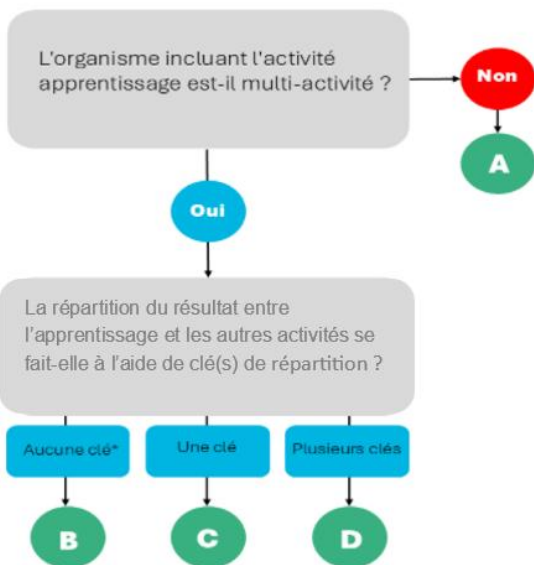 L'organisme incluant l'activité
apprentissage est-il multi-activité ?
Non
A
Oui
La répartition du résultat entre
l'apprentissage et les autres activités se
fait-elle à l'aide de clé(s) de répartition ?
Aucune clé*
Une clé
Plusieurs clés
B
C
D